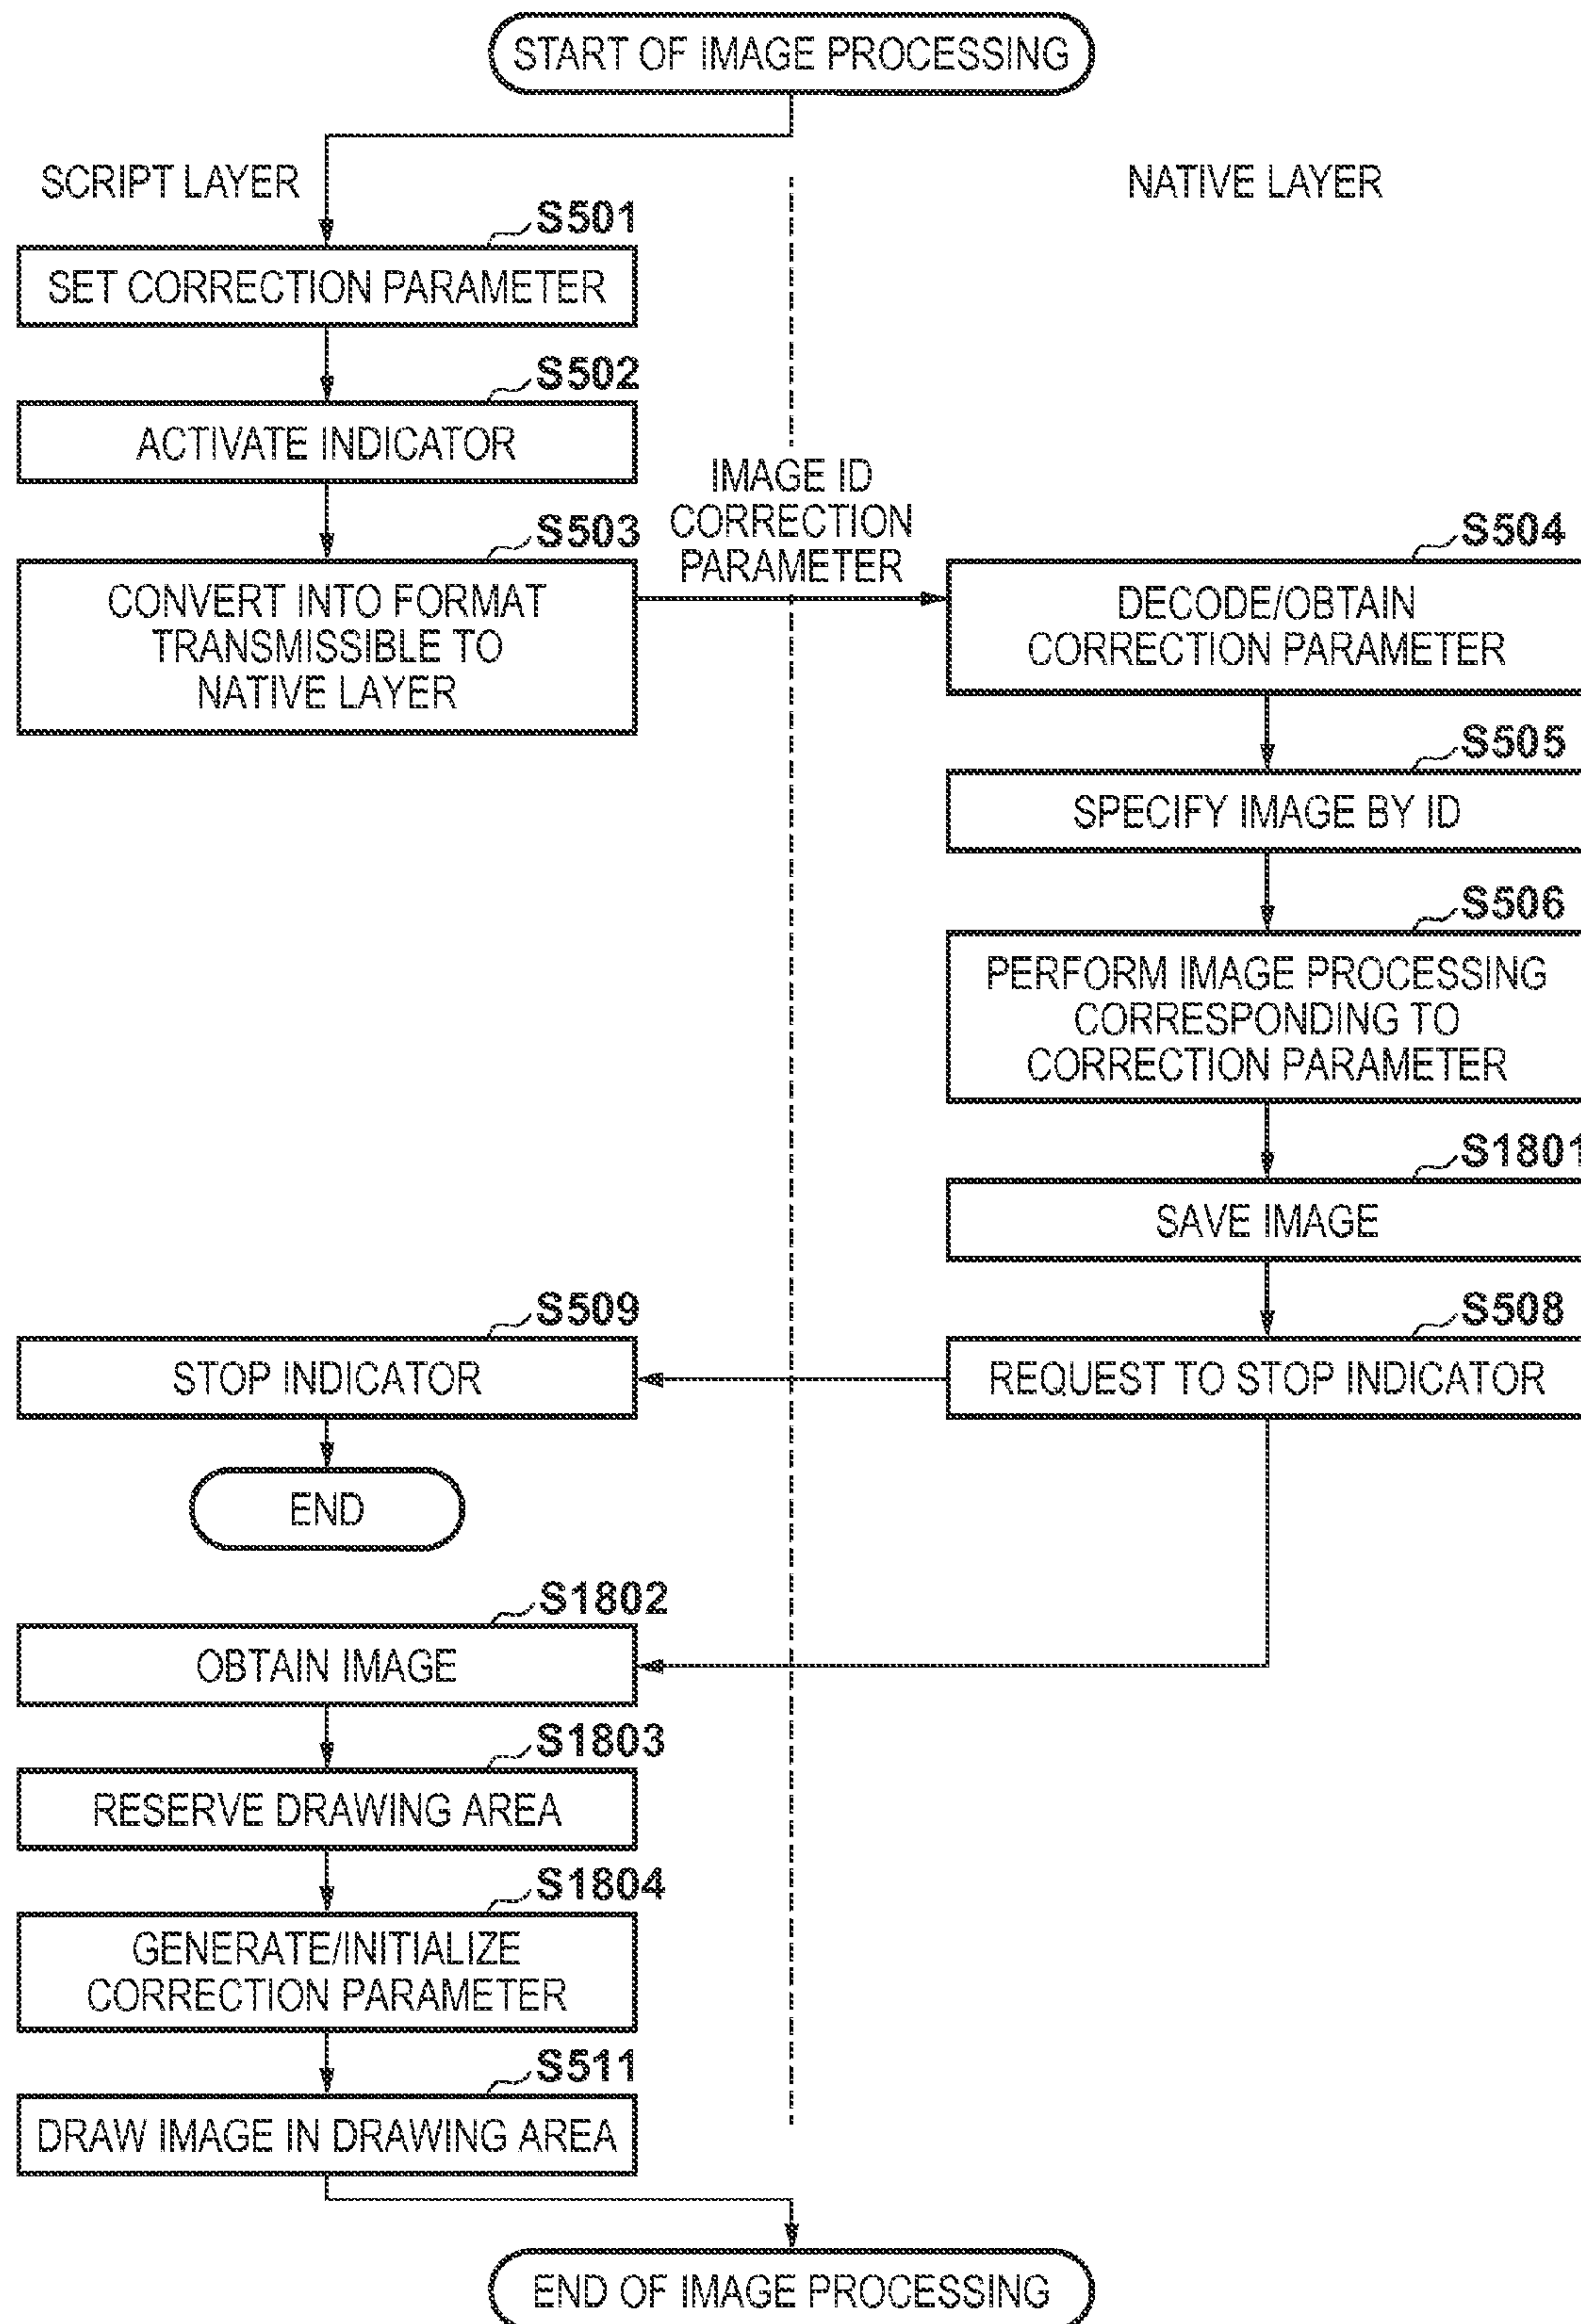 START OF IMAGE PROCESSING
SCRIPT LAYER
NATIVE LAYER
S501
SET CORRECTION PARAMETER
S502
ACTIVATE INDICATOR
S503
CONVERT INTO FORMAT
TRANSMISSIBLE TO
NATIVE LAYER
IMAGE ID
CORRECTION
PARAMETER
S504
DECODE/OBTAIN
CORRECTION PARAMETER
S505
SPECIFY IMAGE BY ID
S506
PERFORM IMAGE PROCESSING
CORRESPONDING TO
CORRECTION PARAMETER
S1801
SAVE IMAGE
S508
REQUEST TO STOP INDICATOR
S509
STOP INDICATOR
END
S1802
OBTAIN IMAGE
S1803
RESERVE DRAWING AREA
S1804
GENERATE/INITIALIZE
CORRECTION PARAMETER
S511
DRAW IMAGE IN DRAWING AREA
END OF IMAGE PROCESSING